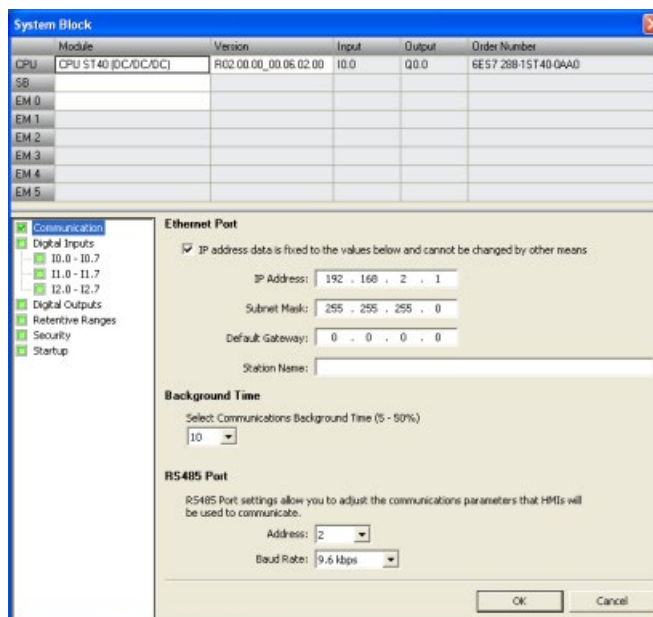 System Block
Module Version Input Output Order Number
CPU CPU ST40 (DC/DC/DC) R02.00.00_00.06.02.00 I0.0 Q0.0 6ES7 288-1ST40-0AA0
SB
EM 0
EM 1
EM 2
EM 3
EM 4
EM 5
Communication
Digital Inputs
I0.0 - I0.7
I1.0 - I1.7
I2.0 - I2.7
Digital Outputs
Retentive Ranges
Security
Startup
Ethernet Port
IP address data is fixed to the values below and cannot be changed by other means
IP Address: 192 . 168 . 2 . 1
Subnet Mask: 255 . 255 . 255 . 0
Default Gateway: 0 . 0 . 0 . 0
Station Name:
Background Time
Select Communications Background Time (5 - 50%)
10
RS485 Port
RS485 Port settings allow you to adjust the communications parameters that HMIs will
be used to communicate.
Address: 2
Baud Rate: 9.6 kbps
OK Cancel